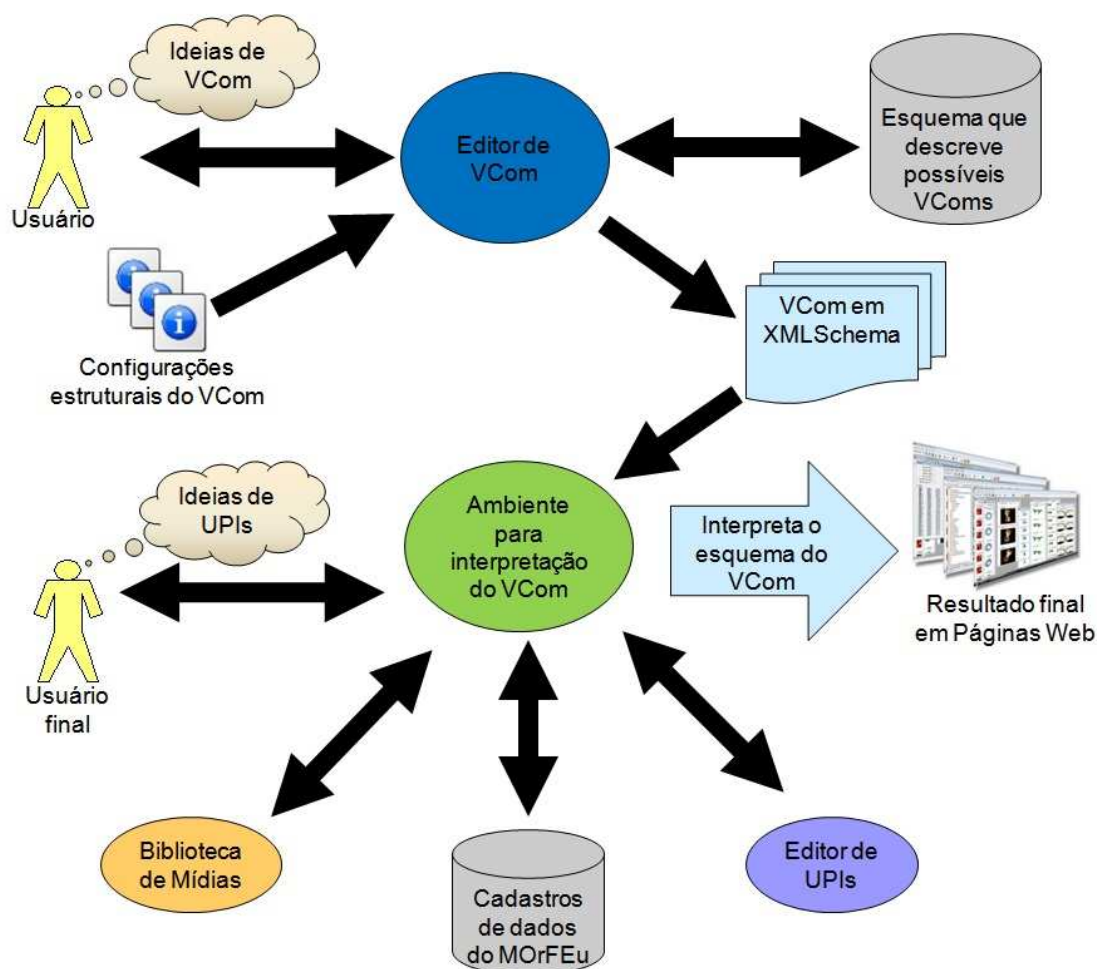 Ideias de
VCom
Usuário
Editor de
VCom
Esquema que
descreve
possíveis
VComs
Configurações
estruturais do VCom
VCom em
XMLSchema
Ideias de
UPIs
Usuário
final
Ambiente
para
interpretação
do VCom
Interpreta o
esquema do
VCom
Resultado final
em Páginas Web
Biblioteca
de Mídias
Cadastros
de dados
do MOrFEu
Editor de
UPIs